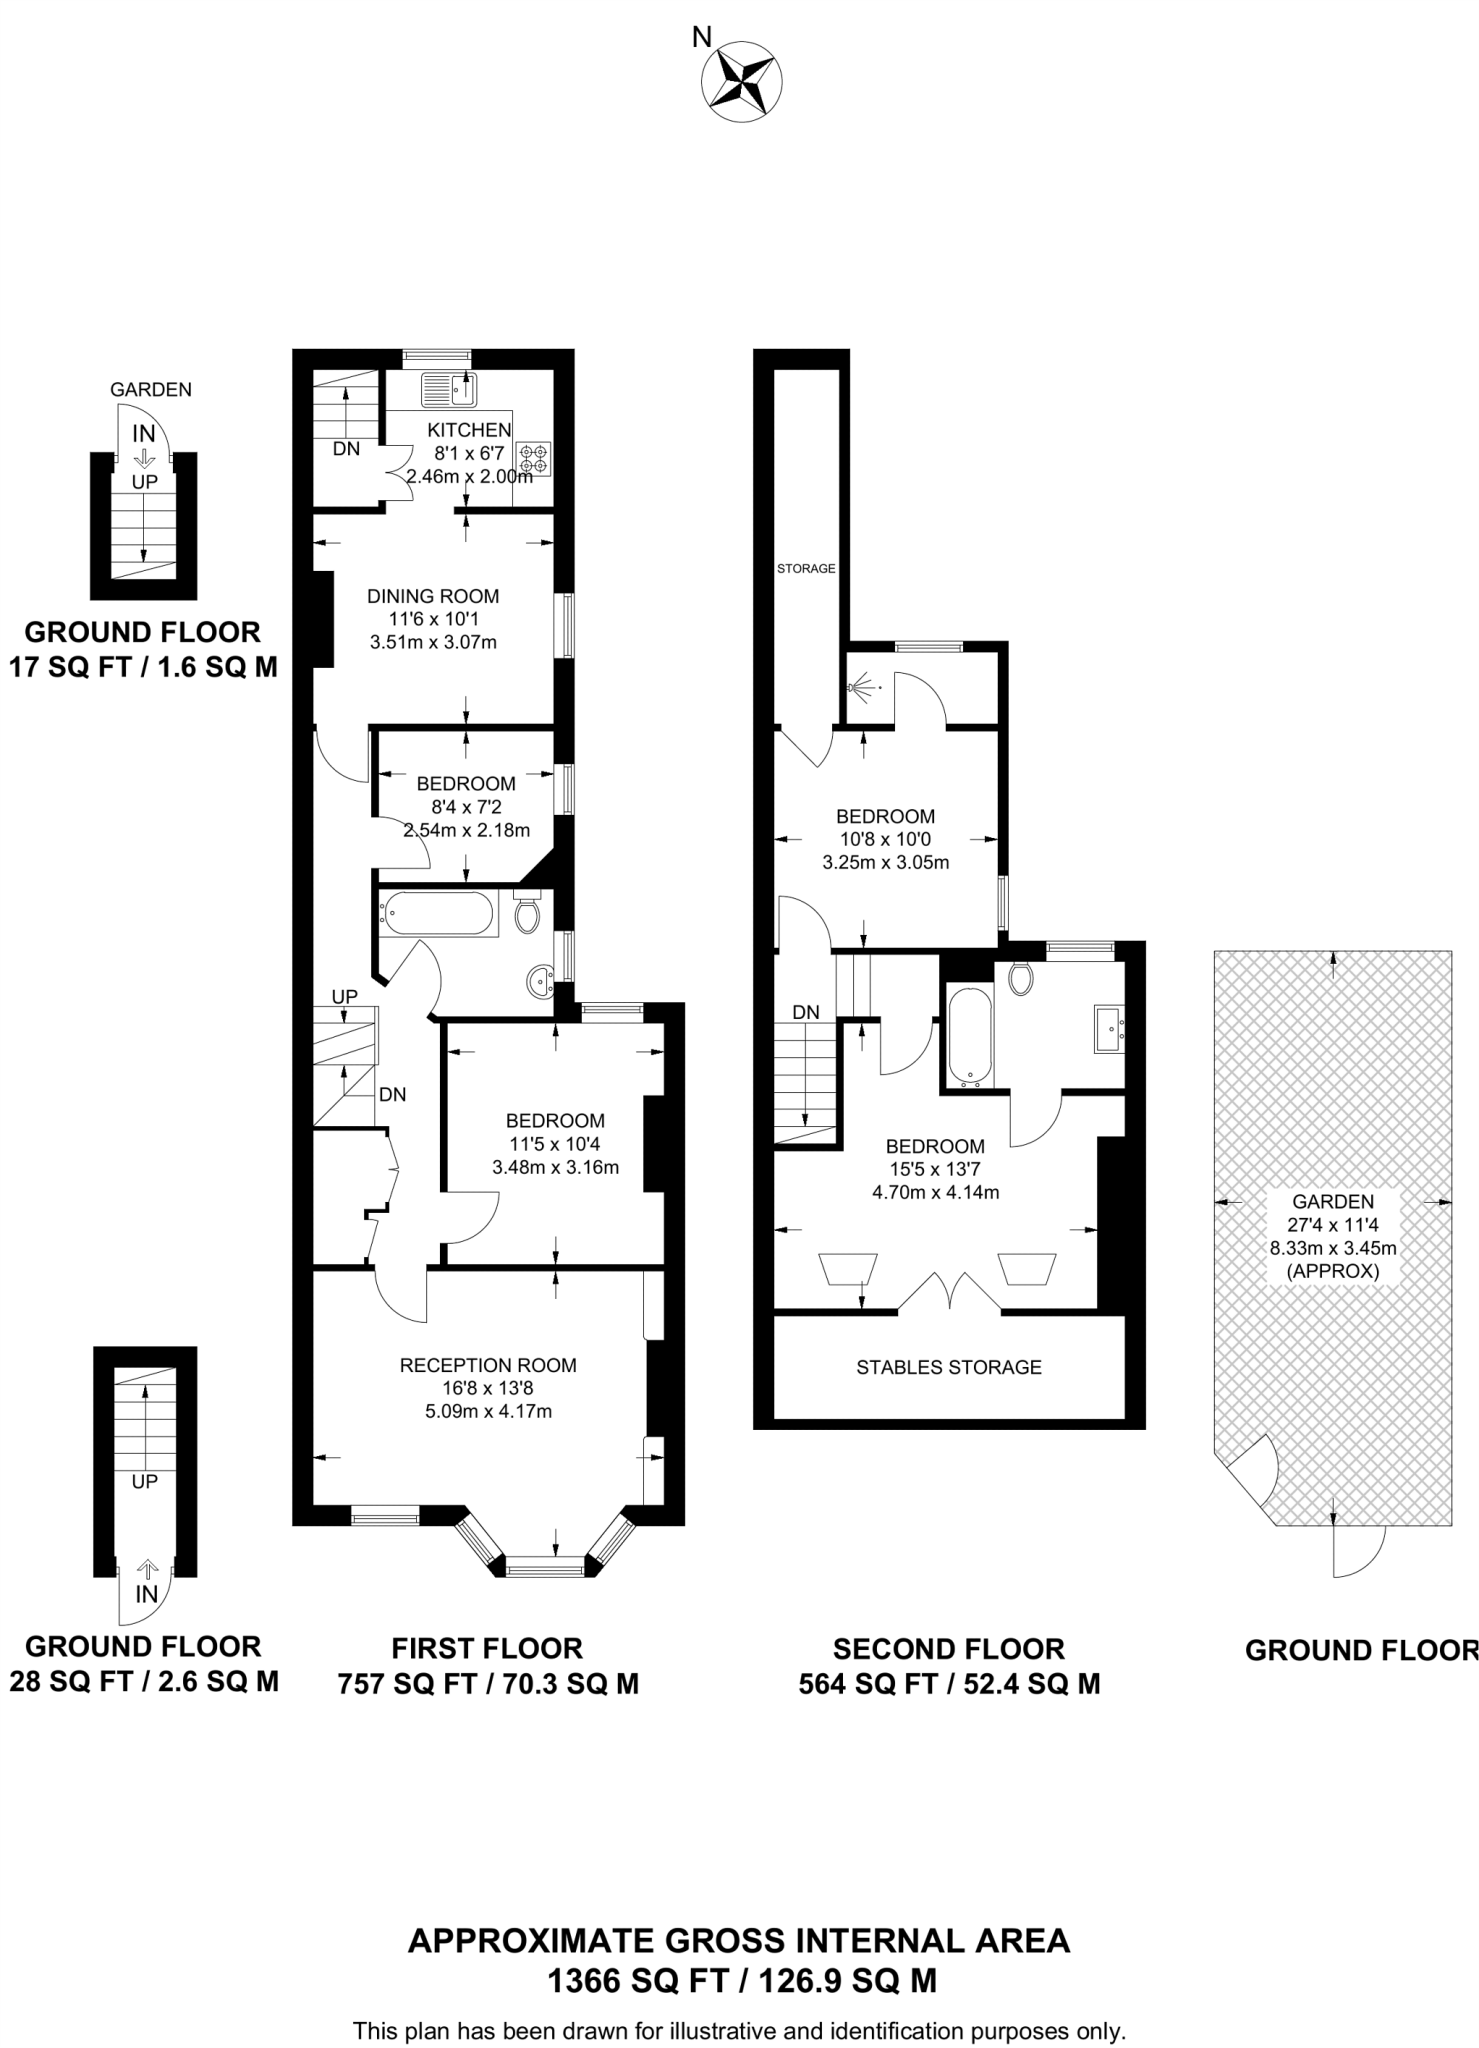 N
GARDEN
IN
UP
GROUND FLOOR
17 SQ FT / 1.6 SQ M
UP
IN
GROUND FLOOR
28 SQ FT / 2.6 SQ M
DN
KITCHEN
8'1 x 6'7
2.46m x 2.00m
DINING ROOM
11'6 x 10'1
3.51m x 3.07m
BEDROOM
8'4 x 7'2
2.54m x 2.18m
UP
DN
BEDROOM
11'5 x 10'4
3.48m x 3.16m
RECEPTION ROOM
16'8 x 13'8
5.09m x 4.17m
FIRST FLOOR
757 SQ FT / 70.3 SQ M
STORAGE
BEDROOM
10'8 x 10'0
3.25m x 3.05m
DN
BEDROOM
15'5 x 13'7
4.70m x 4.14m
STABLES STORAGE
SECOND FLOOR
564 SQ FT / 52.4 SQ M
GARDEN
27'4 x 11'4
8.33m x 3.45m
(APPROX)
GROUND FLOOR
APPROXIMATE GROSS INTERNAL AREA
1366 SQ FT / 126.9 SQ M
This plan has been drawn for illustrative and identification purposes only.